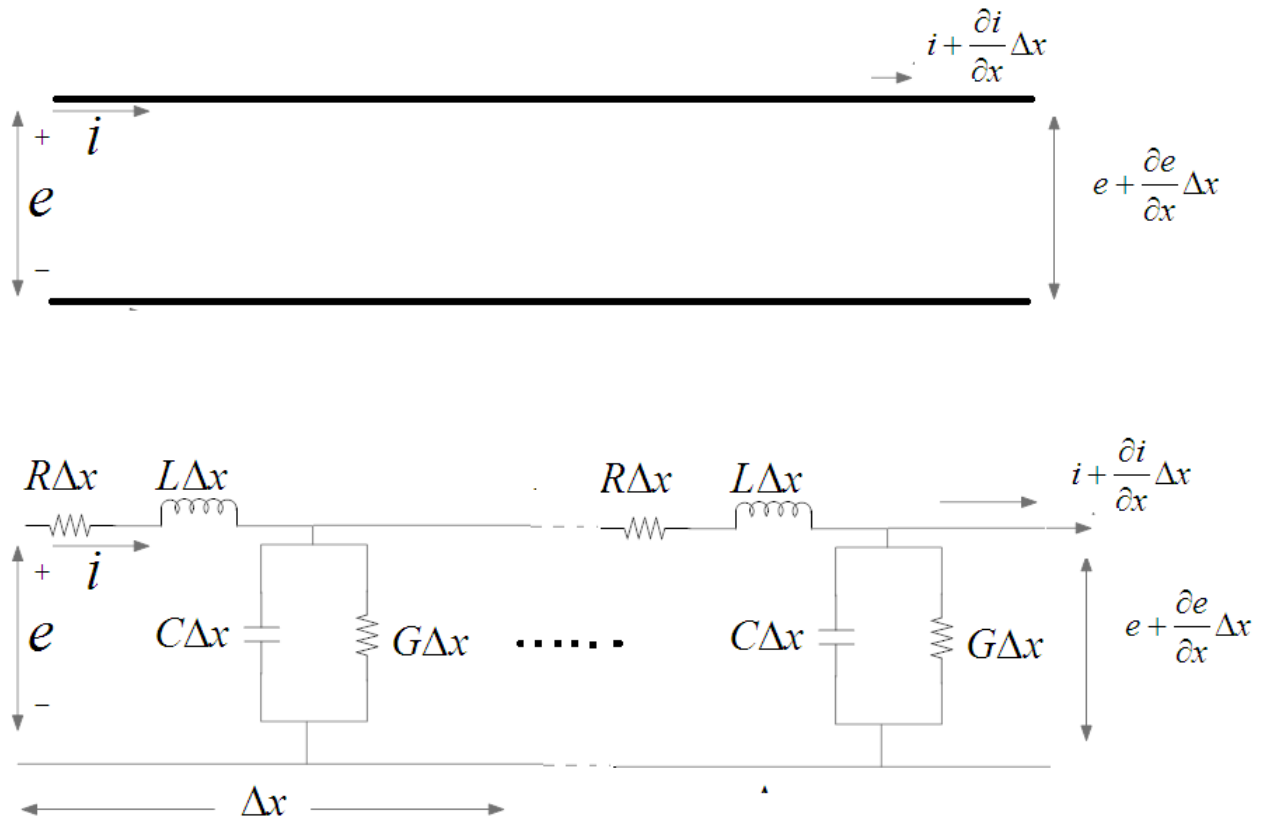 i + ∂i/∂x Δx
+
i
e
e + ∂e/∂x Δx
−
RΔx LΔx RΔx LΔx i + ∂i/∂x Δx
+ i
e CΔx GΔx ...... CΔx GΔx e + ∂e/∂x Δx
−
Δx